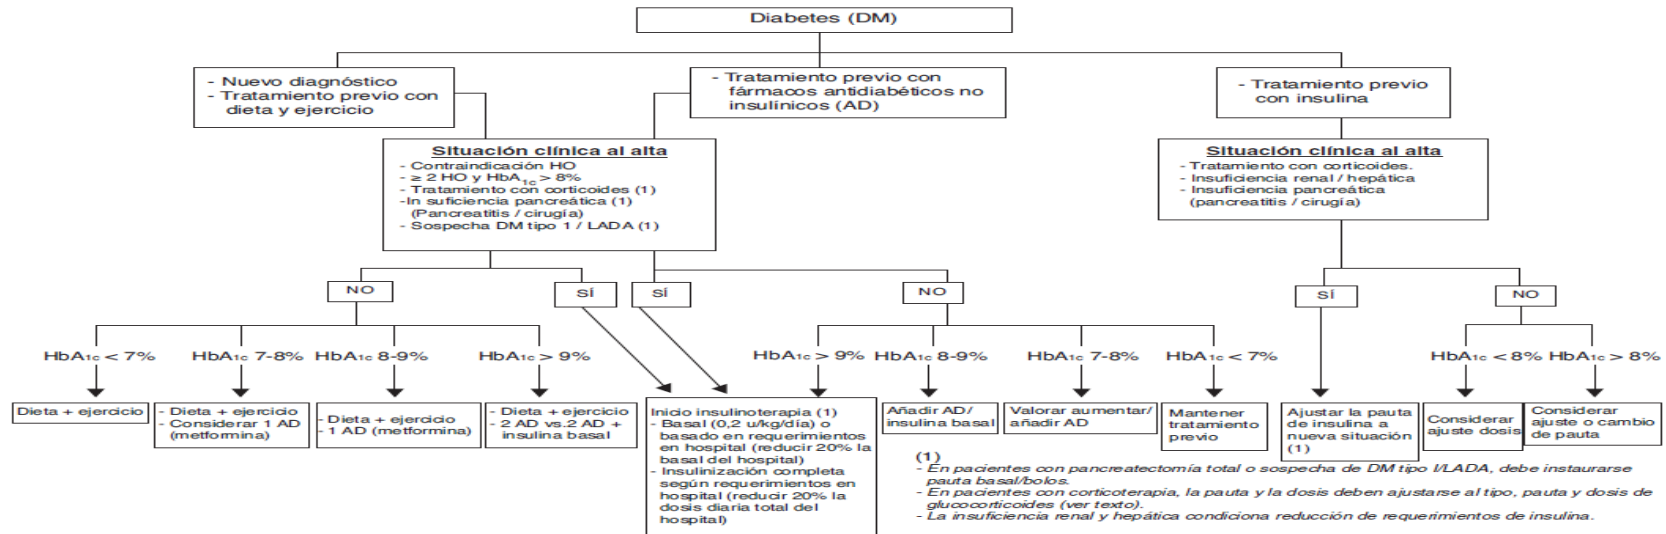 Diabetes (DM)
- Nuevo diagnóstico
- Tratamiento previo con
dieta y ejercicio
- Tratamiento previo con
fármacos antidiabéticos no
insulínicos (AD)
- Tratamiento previo
con insulina
Situación clínica al alta
- Contraindicación HO
- ≥ 2 HO y HbA1c > 8%
- Tratamiento con corticoides (1)
-In suficiencia pancreática (1)
(Pancreatitis / cirugía)
- Sospecha DM tipo 1 / LADA (1)
Situación clínica al alta
- Tratamiento con corticoides.
- Insuficiencia renal / hepática
- Insuficiencia pancreática
(pancreatitis / cirugía)
NO
SÍ
SÍ
NO
SÍ
NO
HbA1c < 7%
HbA1c 7-8%
HbA1c 8-9%
HbA1c > 9%
HbA1c > 9%
HbA1c 8-9%
HbA1c 7-8%
HbA1c < 7%
HbA1c < 8%
HbA1c > 8%
Dieta + ejercicio
- Dieta + ejercicio
- Considerar 1 AD
(metformina)
- Dieta + ejercicio
- 1 AD (metformina)
- Dieta + ejercicio
- 2 AD vs.2 AD +
insulina basal
Inicio insulinoterapia (1)
- Basal (0,2 u/kg/día) o
basado en requerimientos
en hospital (reducir 20% la
basal del hospital)
- Insulinización completa
según requerimientos en
hospital (reducir 20% la
dosis diaria total del
hospital)
Añadir AD/
insulina basal
Valorar aumentar/
añadir AD
Mantener
tratamiento
previo
Ajustar la pauta
de insulina a
nueva situación
(1)
Considerar
ajuste dosis
Considerar
ajuste o cambio
de pauta
(1)
- En pacientes con pancreatectomía total o sospecha de DM tipo I/LADA, debe instaurarse
pauta basal/bolos.
- En pacientes con corticoterapia, la pauta y la dosis deben ajustarse al tipo, pauta y dosis de
glucocorticoides (ver texto).
- La insuficiencia renal y hepática condiciona reducción de requerimientos de insulina.